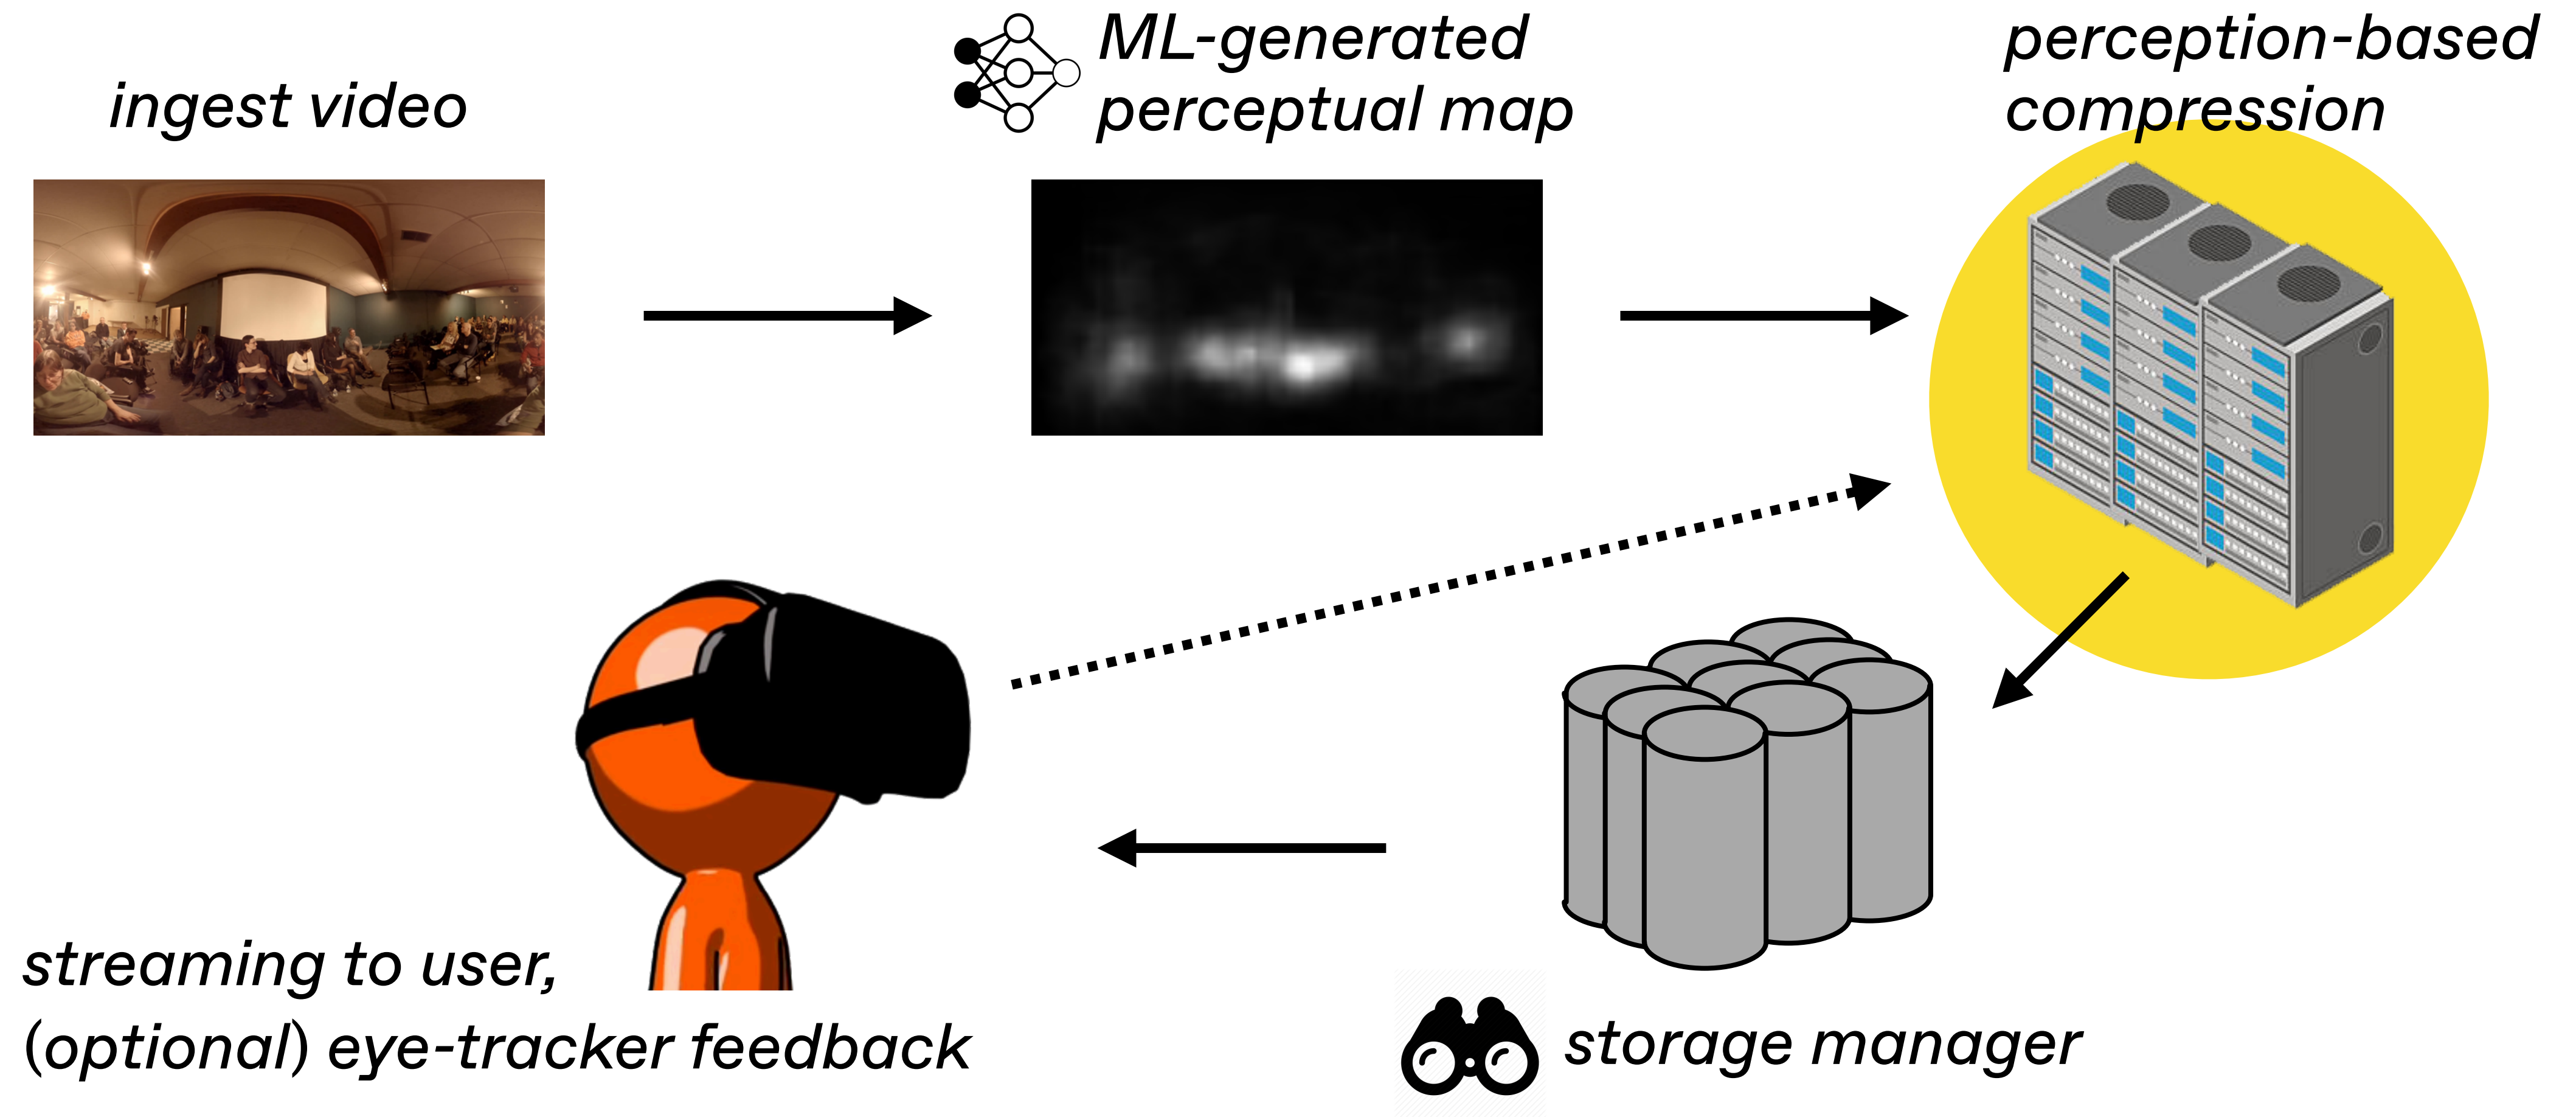 ingest video
ML-generated
perceptual map
perception-based
compression
streaming to user,
(optional) eye-tracker feedback
storage manager